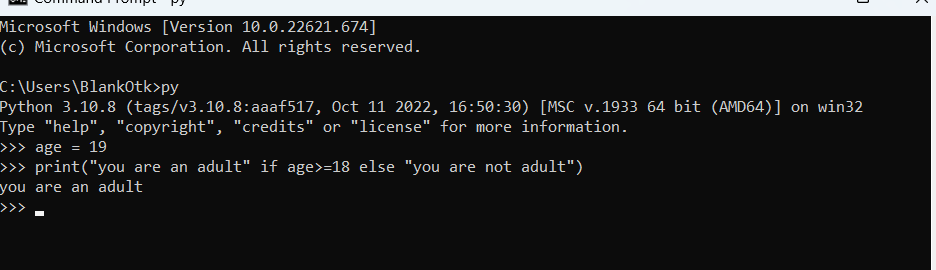 Command Prompt - py
Microsoft Windows [Version 10.0.22621.674]
(c) Microsoft Corporation. All rights reserved.
C:\Users\BlankOtk>py
Python 3.10.8 (tags/v3.10.8:aaaf517, Oct 11 2022, 16:50:30) [MSC v.1933 64 bit (AMD64)] on win32
Type "help", "copyright", "credits" or "license" for more information.
>>> age = 19
>>> print("you are an adult" if age>=18 else "you are not adult")
you are an adult
>>>